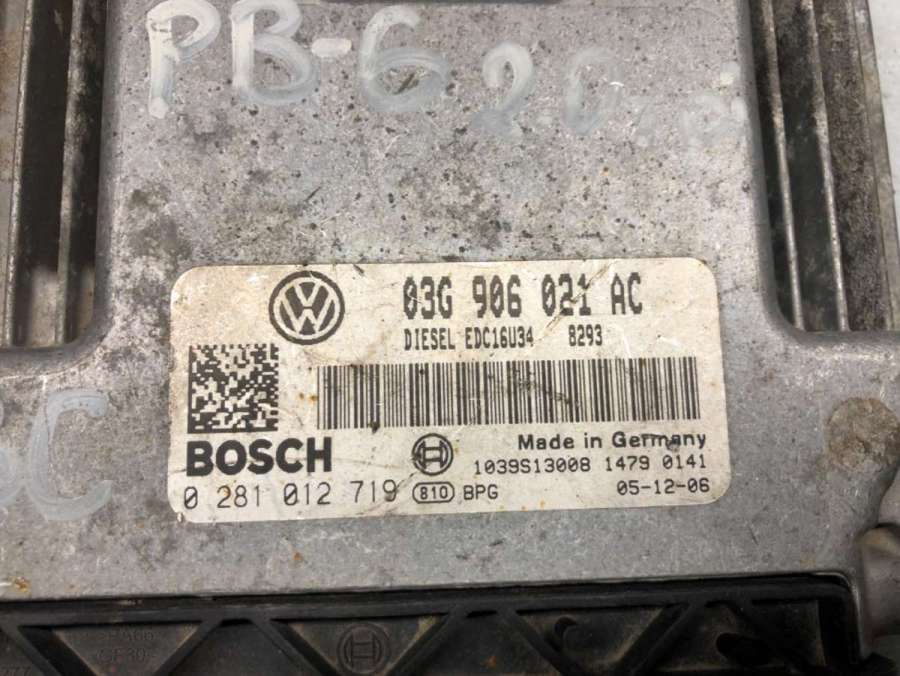 PB-6 2.0
03G 906 021 AC
DIESEL EDC16U34 8293
BOSCH
Made in Germany
1039S13008 1479 0141
0 281 012 719 810 BPG 05-12-06